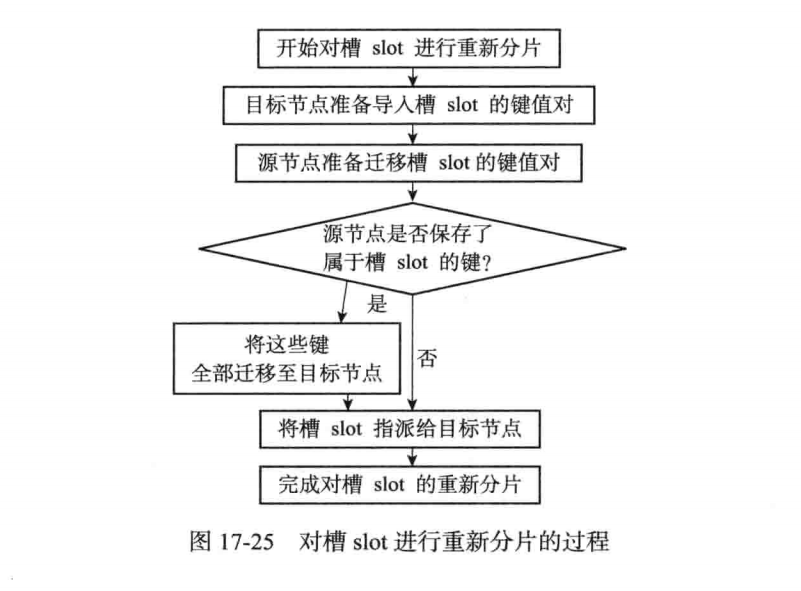 开始对槽 slot 进行重新分片
目标节点准备导入槽 slot 的键值对
源节点准备迁移槽 slot 的键值对
源节点是否保存了
属于槽 slot 的键?
是
将这些键
全部迁移至目标节点
否
将槽 slot 指派给目标节点
完成对槽 slot 的重新分片
图 17-25 对槽 slot 进行重新分片的过程